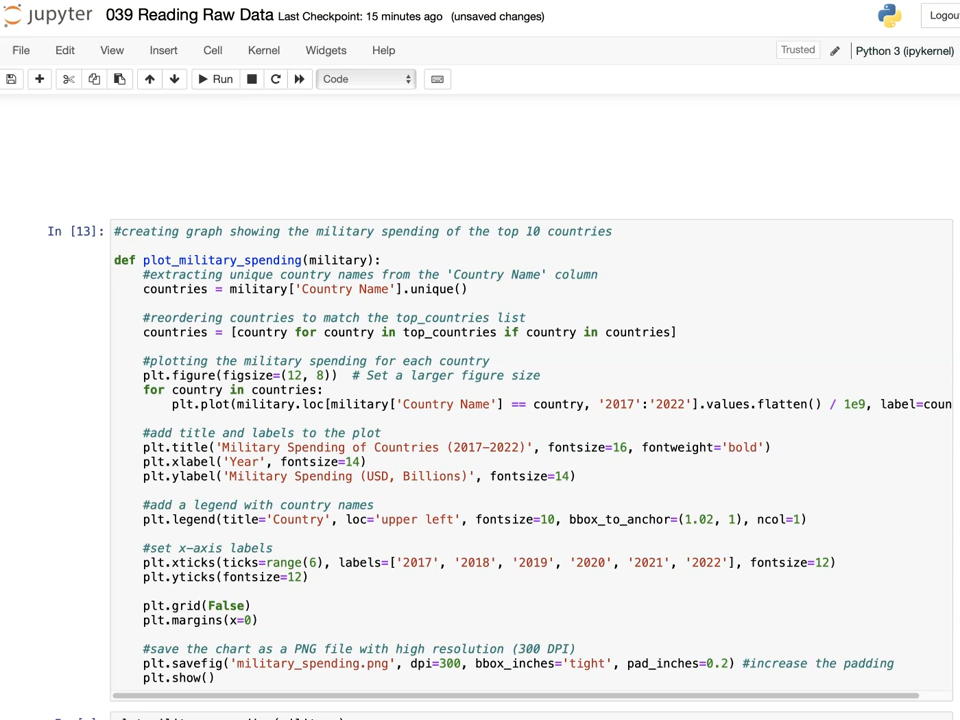 jupyter 039 Reading Raw Data Last Checkpoint: 15 minutes ago (unsaved changes)
File Edit View Insert Cell Kernel Widgets Help Trusted Python 3 (ipykernel)
Run Code
In [13]: #creating graph showing the military spending of the top 10 countries
def plot_military_spending(military):
#extracting unique country names from the 'Country Name' column
countries = military['Country Name'].unique()
#reordering countries to match the top_countries list
countries = [country for country in top_countries if country in countries]
#plotting the military spending for each country
plt.figure(figsize=(12, 8)) # Set a larger figure size
for country in countries:
plt.plot(military.loc[military['Country Name'] == country, '2017':'2022'].values.flatten() / 1e9, label=coun
#add title and labels to the plot
plt.title('Military Spending of Countries (2017-2022)', fontsize=16, fontweight='bold')
plt.xlabel('Year', fontsize=14)
plt.ylabel('Military Spending (USD, Billions)', fontsize=14)
#add a legend with country names
plt.legend(title='Country', loc='upper left', fontsize=10, bbox_to_anchor=(1.02, 1), ncol=1)
#set x-axis labels
plt.xticks(ticks=range(6), labels=['2017', '2018', '2019', '2020', '2021', '2022'], fontsize=12)
plt.yticks(fontsize=12)
plt.grid(False)
plt.margins(x=0)
#save the chart as a PNG file with high resolution (300 DPI)
plt.savefig('military_spending.png', dpi=300, bbox_inches='tight', pad_inches=0.2) #increase the padding
plt.show()